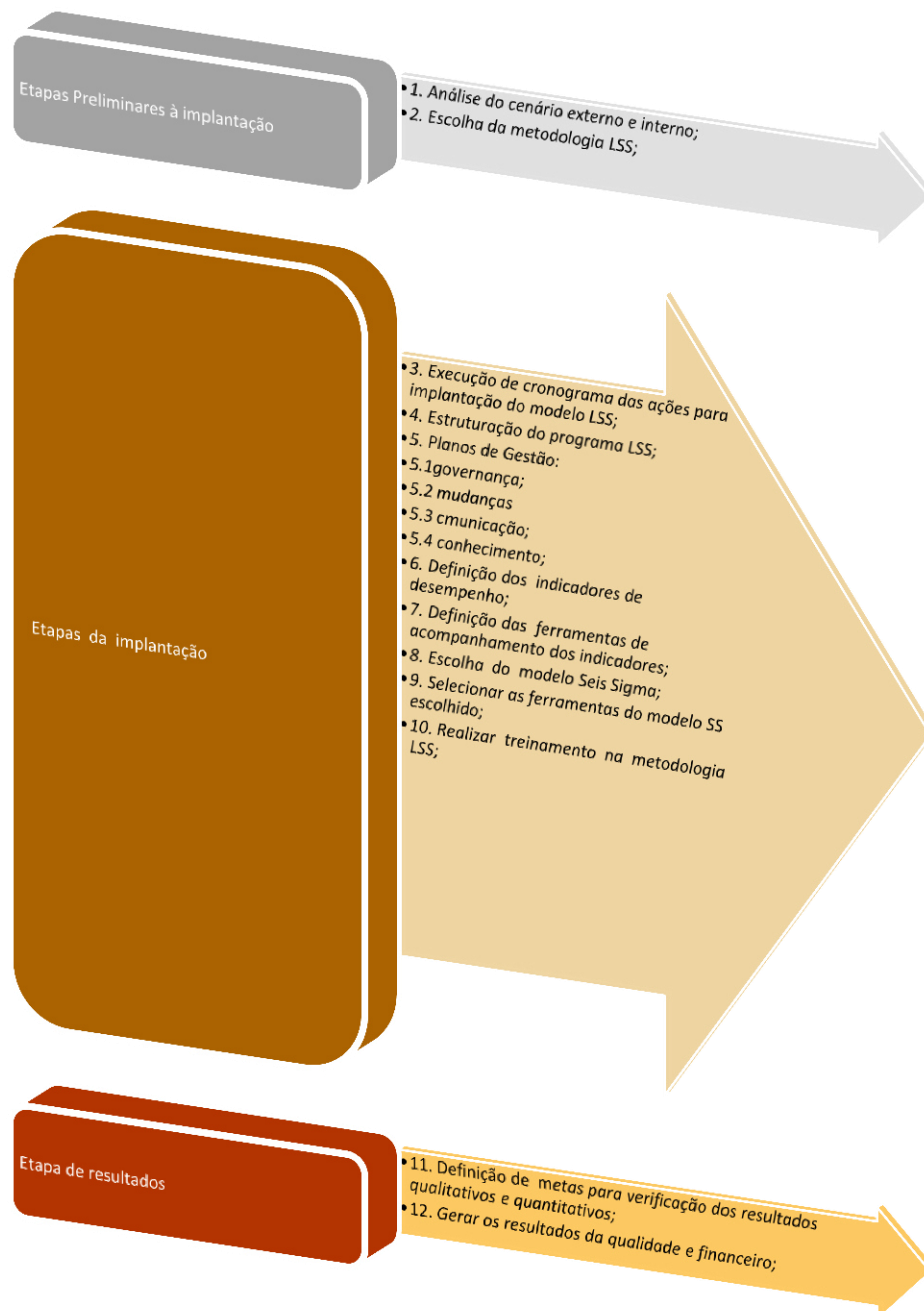 Etapas Preliminares à implantação
• 1. Análise do cenário externo e interno;
• 2. Escolha da metodologia LSS;
Etapas da implantação
• 3. Execução de cronograma das ações para
implantação do modelo LSS;
• 4. Estruturação do programa LSS;
• 5. Planos de Gestão:
• 5.1governança;
• 5.2 mudanças
• 5.3 cmunicação;
• 5.4 conhecimento;
• 6. Definição dos indicadores de
desempenho;
• 7. Definição das ferramentas de
acompanhamento dos indicadores;
• 8. Escolha do modelo Seis Sigma;
• 9. Selecionar as ferramentas do modelo SS
escolhido;
• 10. Realizar treinamento na metodologia
LSS;
Etapa de resultados
• 11. Definição de metas para verificação dos resultados
qualitativos e quantitativos;
• 12. Gerar os resultados da qualidade e financeiro;